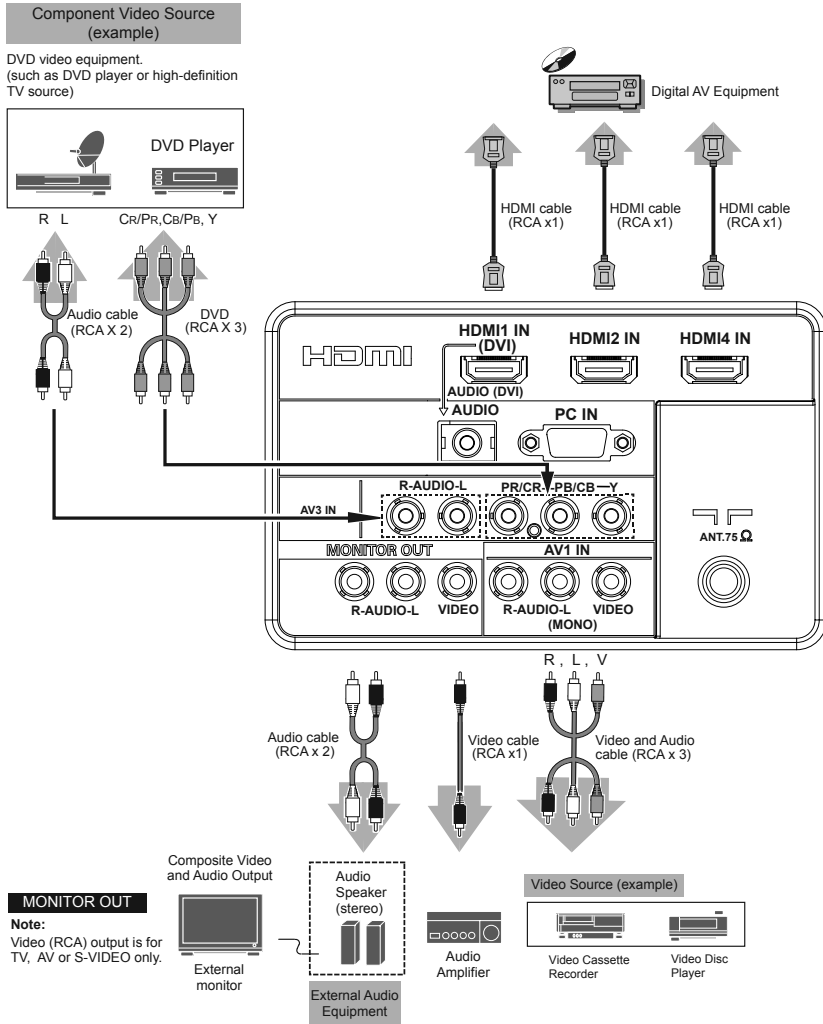 Component Video Source
(example)
DVD video equipment.
(such as DVD player or high-definition
TV source)
DVD Player
R L
CR/PR,CB/PB, Y
Audio cable
(RCA X 2)
DVD
(RCA X 3)
Digital AV Equipment
HDMI cable
(RCA x1)
HDMI cable
(RCA x1)
HDMI cable
(RCA x1)
HDMI
HDMI1 IN
(DVI)
HDMI2 IN
HDMI4 IN
AUDIO (DVI)
AUDIO
PC IN
AV3 IN
R-AUDIO-L
PR/CR--PB/CB—Y
ANT.75 Ω
MONITOR OUT
AV1 IN
R-AUDIO-L
VIDEO
R-AUDIO-L
(MONO)
VIDEO
R , L , V
Audio cable
(RCA x 2)
Video cable
(RCA x1)
Video and Audio
cable (RCA x 3)
MONITOR OUT
Note:
Video (RCA) output is for
TV, AV or S-VIDEO only.
Composite Video
and Audio Output
External
monitor
Audio
Speaker
(stereo)
External Audio
Equipment
Audio
Amplifier
Video Source (example)
Video Cassette
Recorder
Video Disc
Player